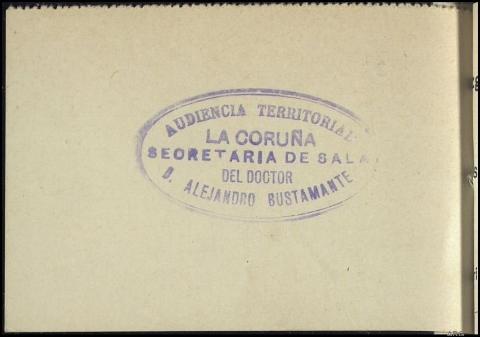 AUDIENCIA TERRITORIAL
LA CORUÑA
SECRETARIA DE SALA
DEL DOCTOR
D. ALEJANDRO BUSTAMANTE